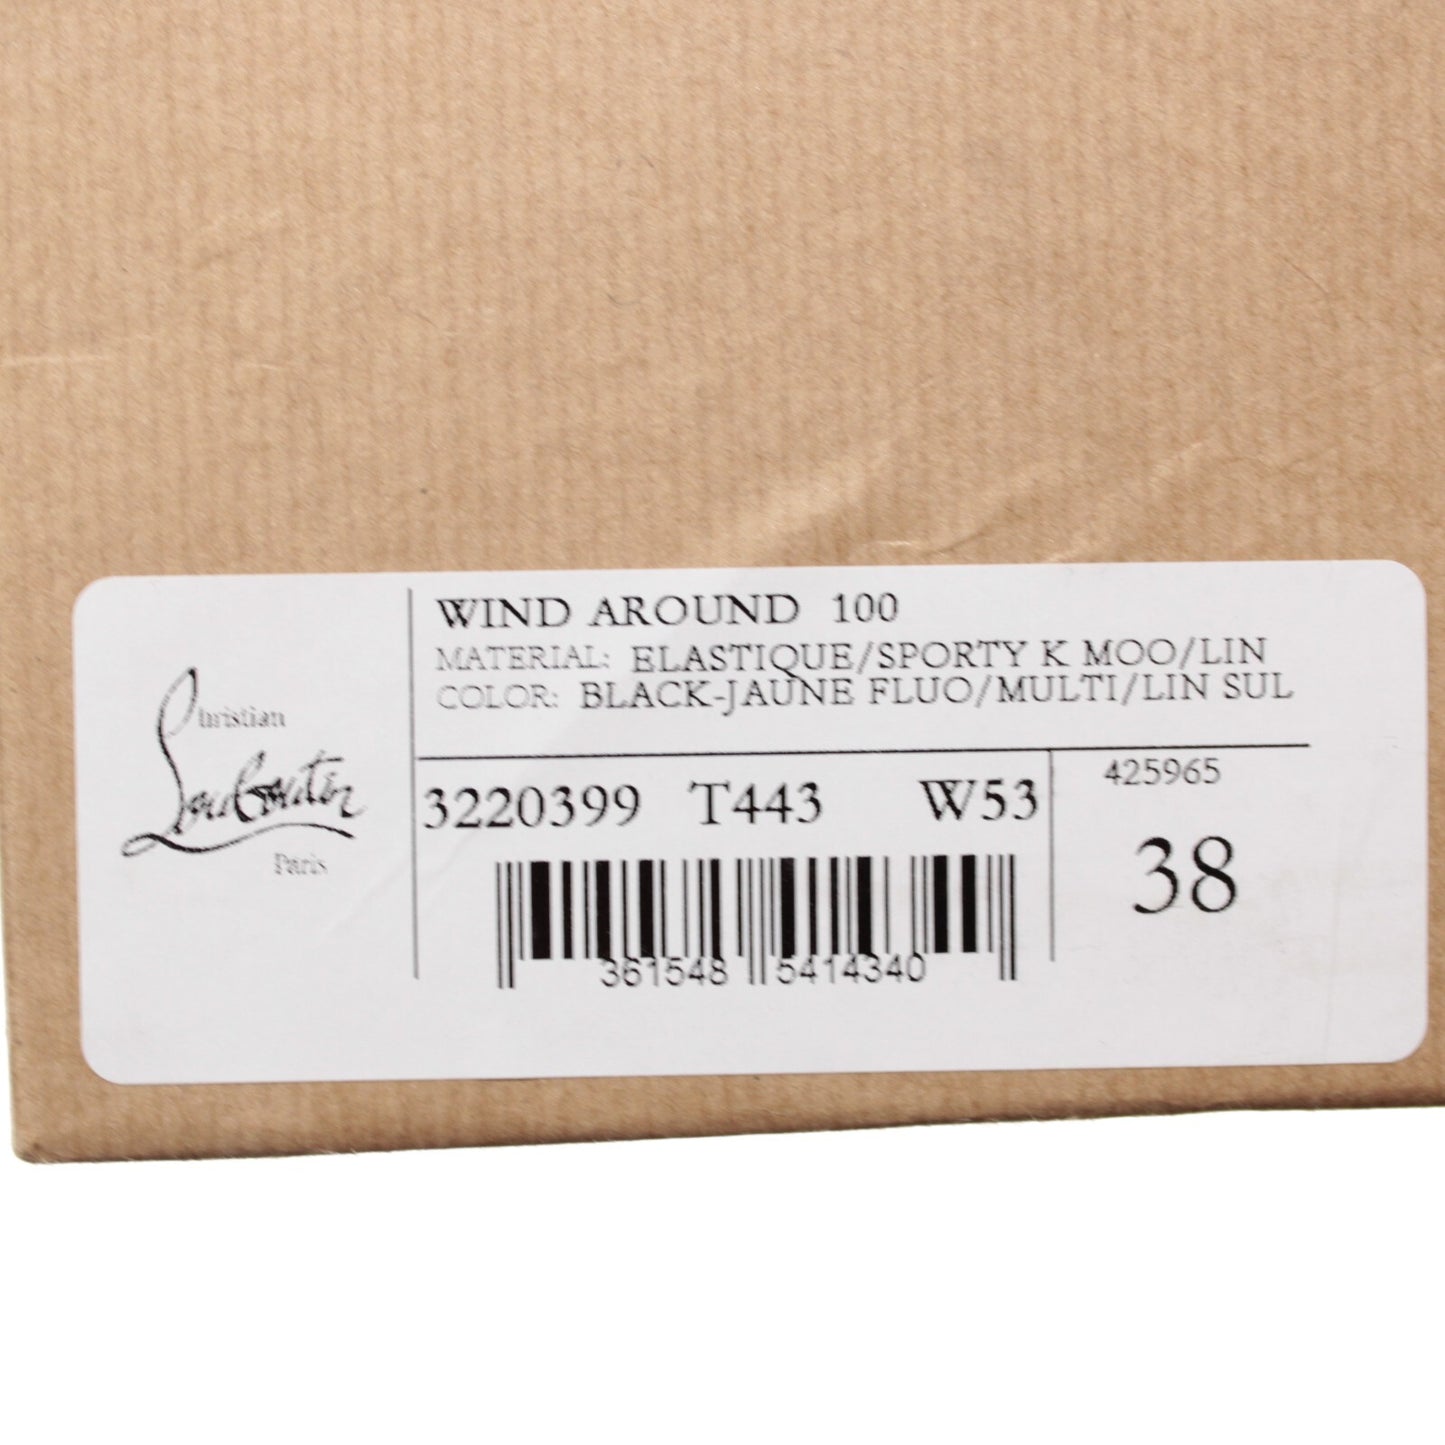 Christian
Louboutin
Paris
WIND AROUND 100
MATERIAL: ELASTIQUE/SPORTY K MOO/LIN
COLOR: BLACK-JAUNE FLUO/MULTI/LIN SUL
3220399 T443 W53
425965
38
361548 5414340